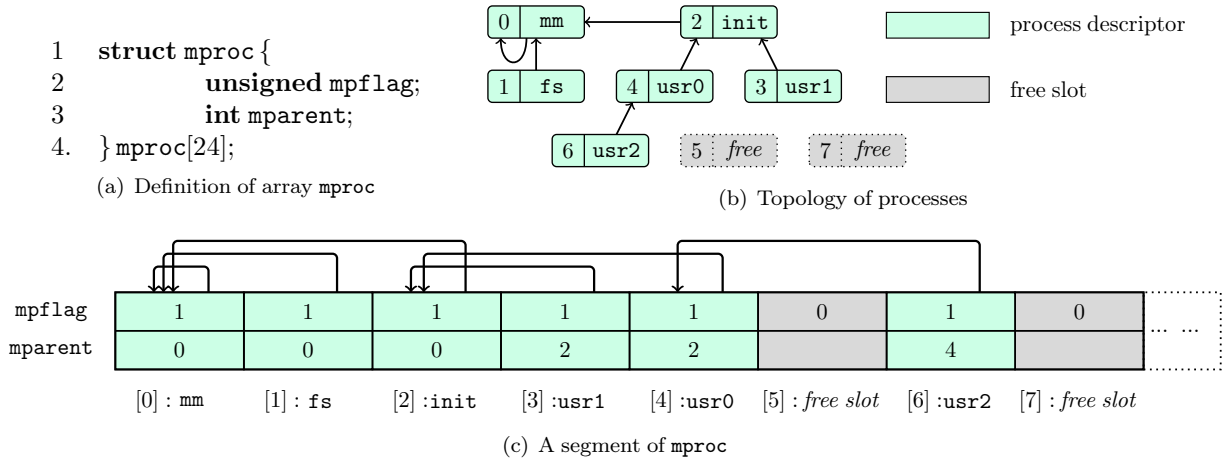 1 struct mproc {
2 unsigned mpflag;
3 int mparent;
4. } mproc[24];
(a) Definition of array mproc
0 mm 2 init process descriptor
1 fs 4 usr0 3 usr1 free slot
6 usr2 5 free 7 free
(b) Topology of processes
mpflag 1 1 1 1 1 0 1 0
mparent 0 0 0 2 2 4 ... ...
[0] : mm [1] : fs [2] :init [3] :usr1 [4] :usr0 [5] : free slot [6] :usr2 [7] : free slot
(c) A segment of mproc